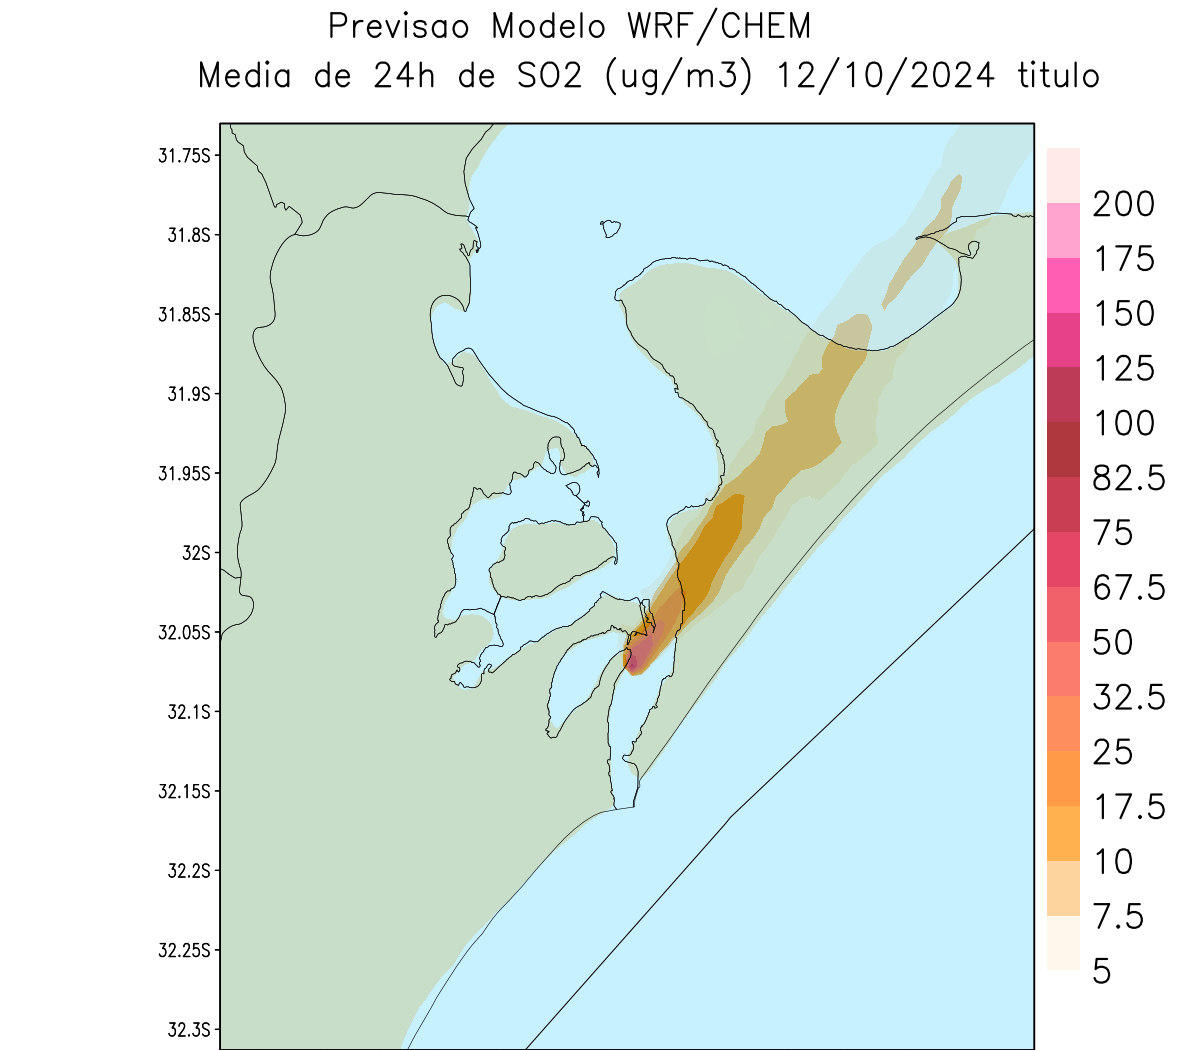 Previsao Modelo WRF/CHEM
Media de 24h de SO2 (ug/m3) 12/10/2024 titulo
31.75S
31.8S
31.85S
31.9S
31.95S
32S
32.05S
32.1S
32.15S
32.2S
32.25S
32.3S
200
175
150
125
100
82.5
75
67.5
50
32.5
25
17.5
10
7.5
5